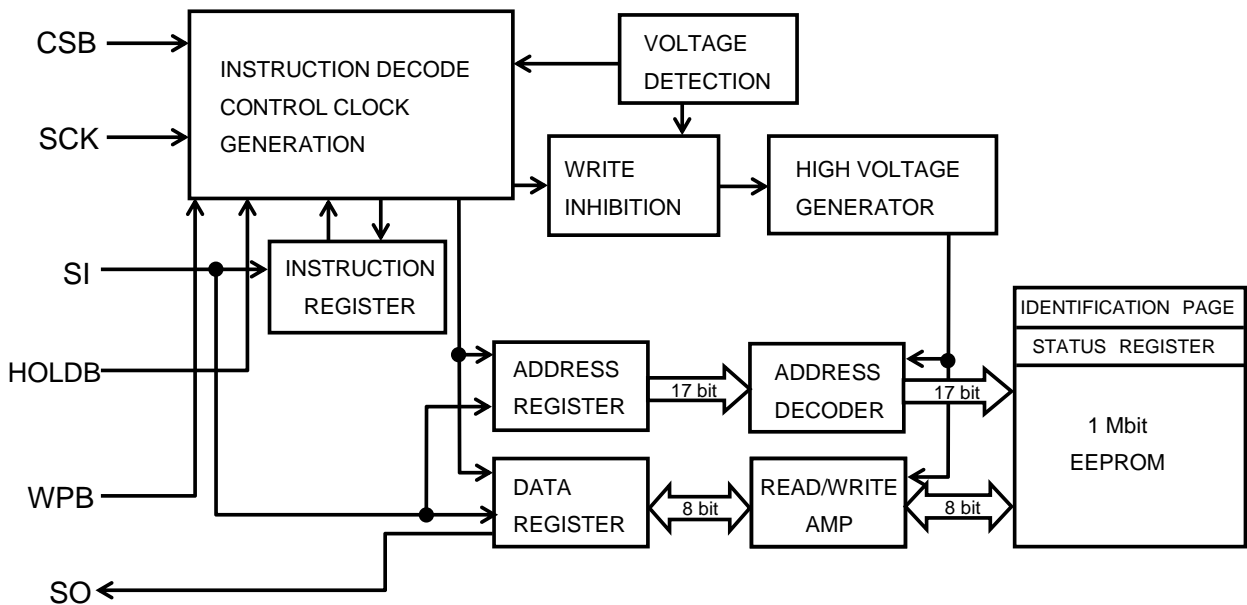 CSB
SCK
SI
HOLDB
WPB
SO
INSTRUCTION DECODE
CONTROL CLOCK
GENERATION
VOLTAGE
DETECTION
WRITE
INHIBITION
HIGH VOLTAGE
GENERATOR
INSTRUCTION
REGISTER
ADDRESS
REGISTER
17 bit
ADDRESS
DECODER
17 bit
DATA
REGISTER
8 bit
READ/WRITE
AMP
8 bit
IDENTIFICATION PAGE
STATUS REGISTER
1 Mbit
EEPROM